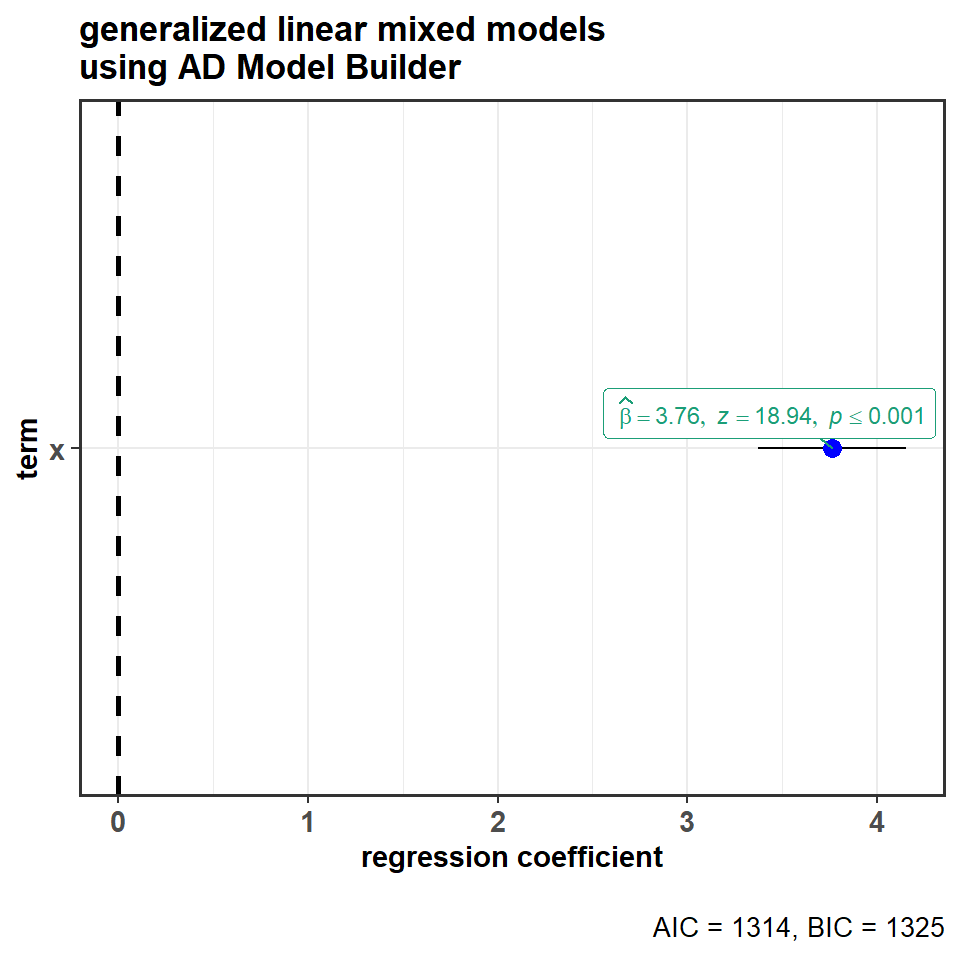 generalized linear mixed models
using AD Model Builder
β̂ = 3.76, z = 18.94, p ≤ 0.001
term
x
0 1 2 3 4
regression coefficient
AIC = 1314, BIC = 1325